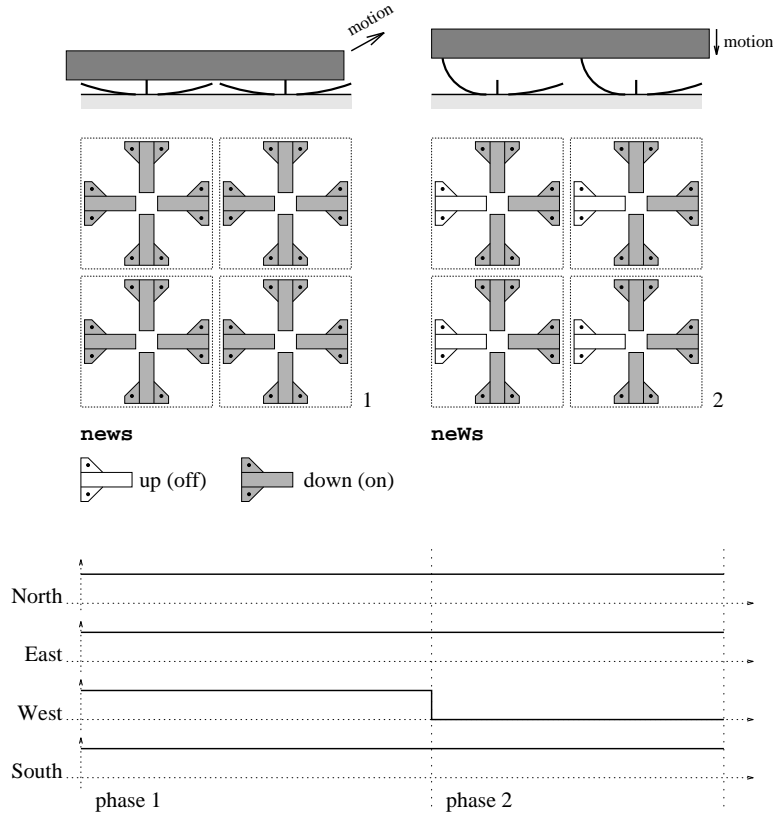 motion
motion
1
2
news
neWs
up (off)
down (on)
North
East
West
South
phase 1
phase 2